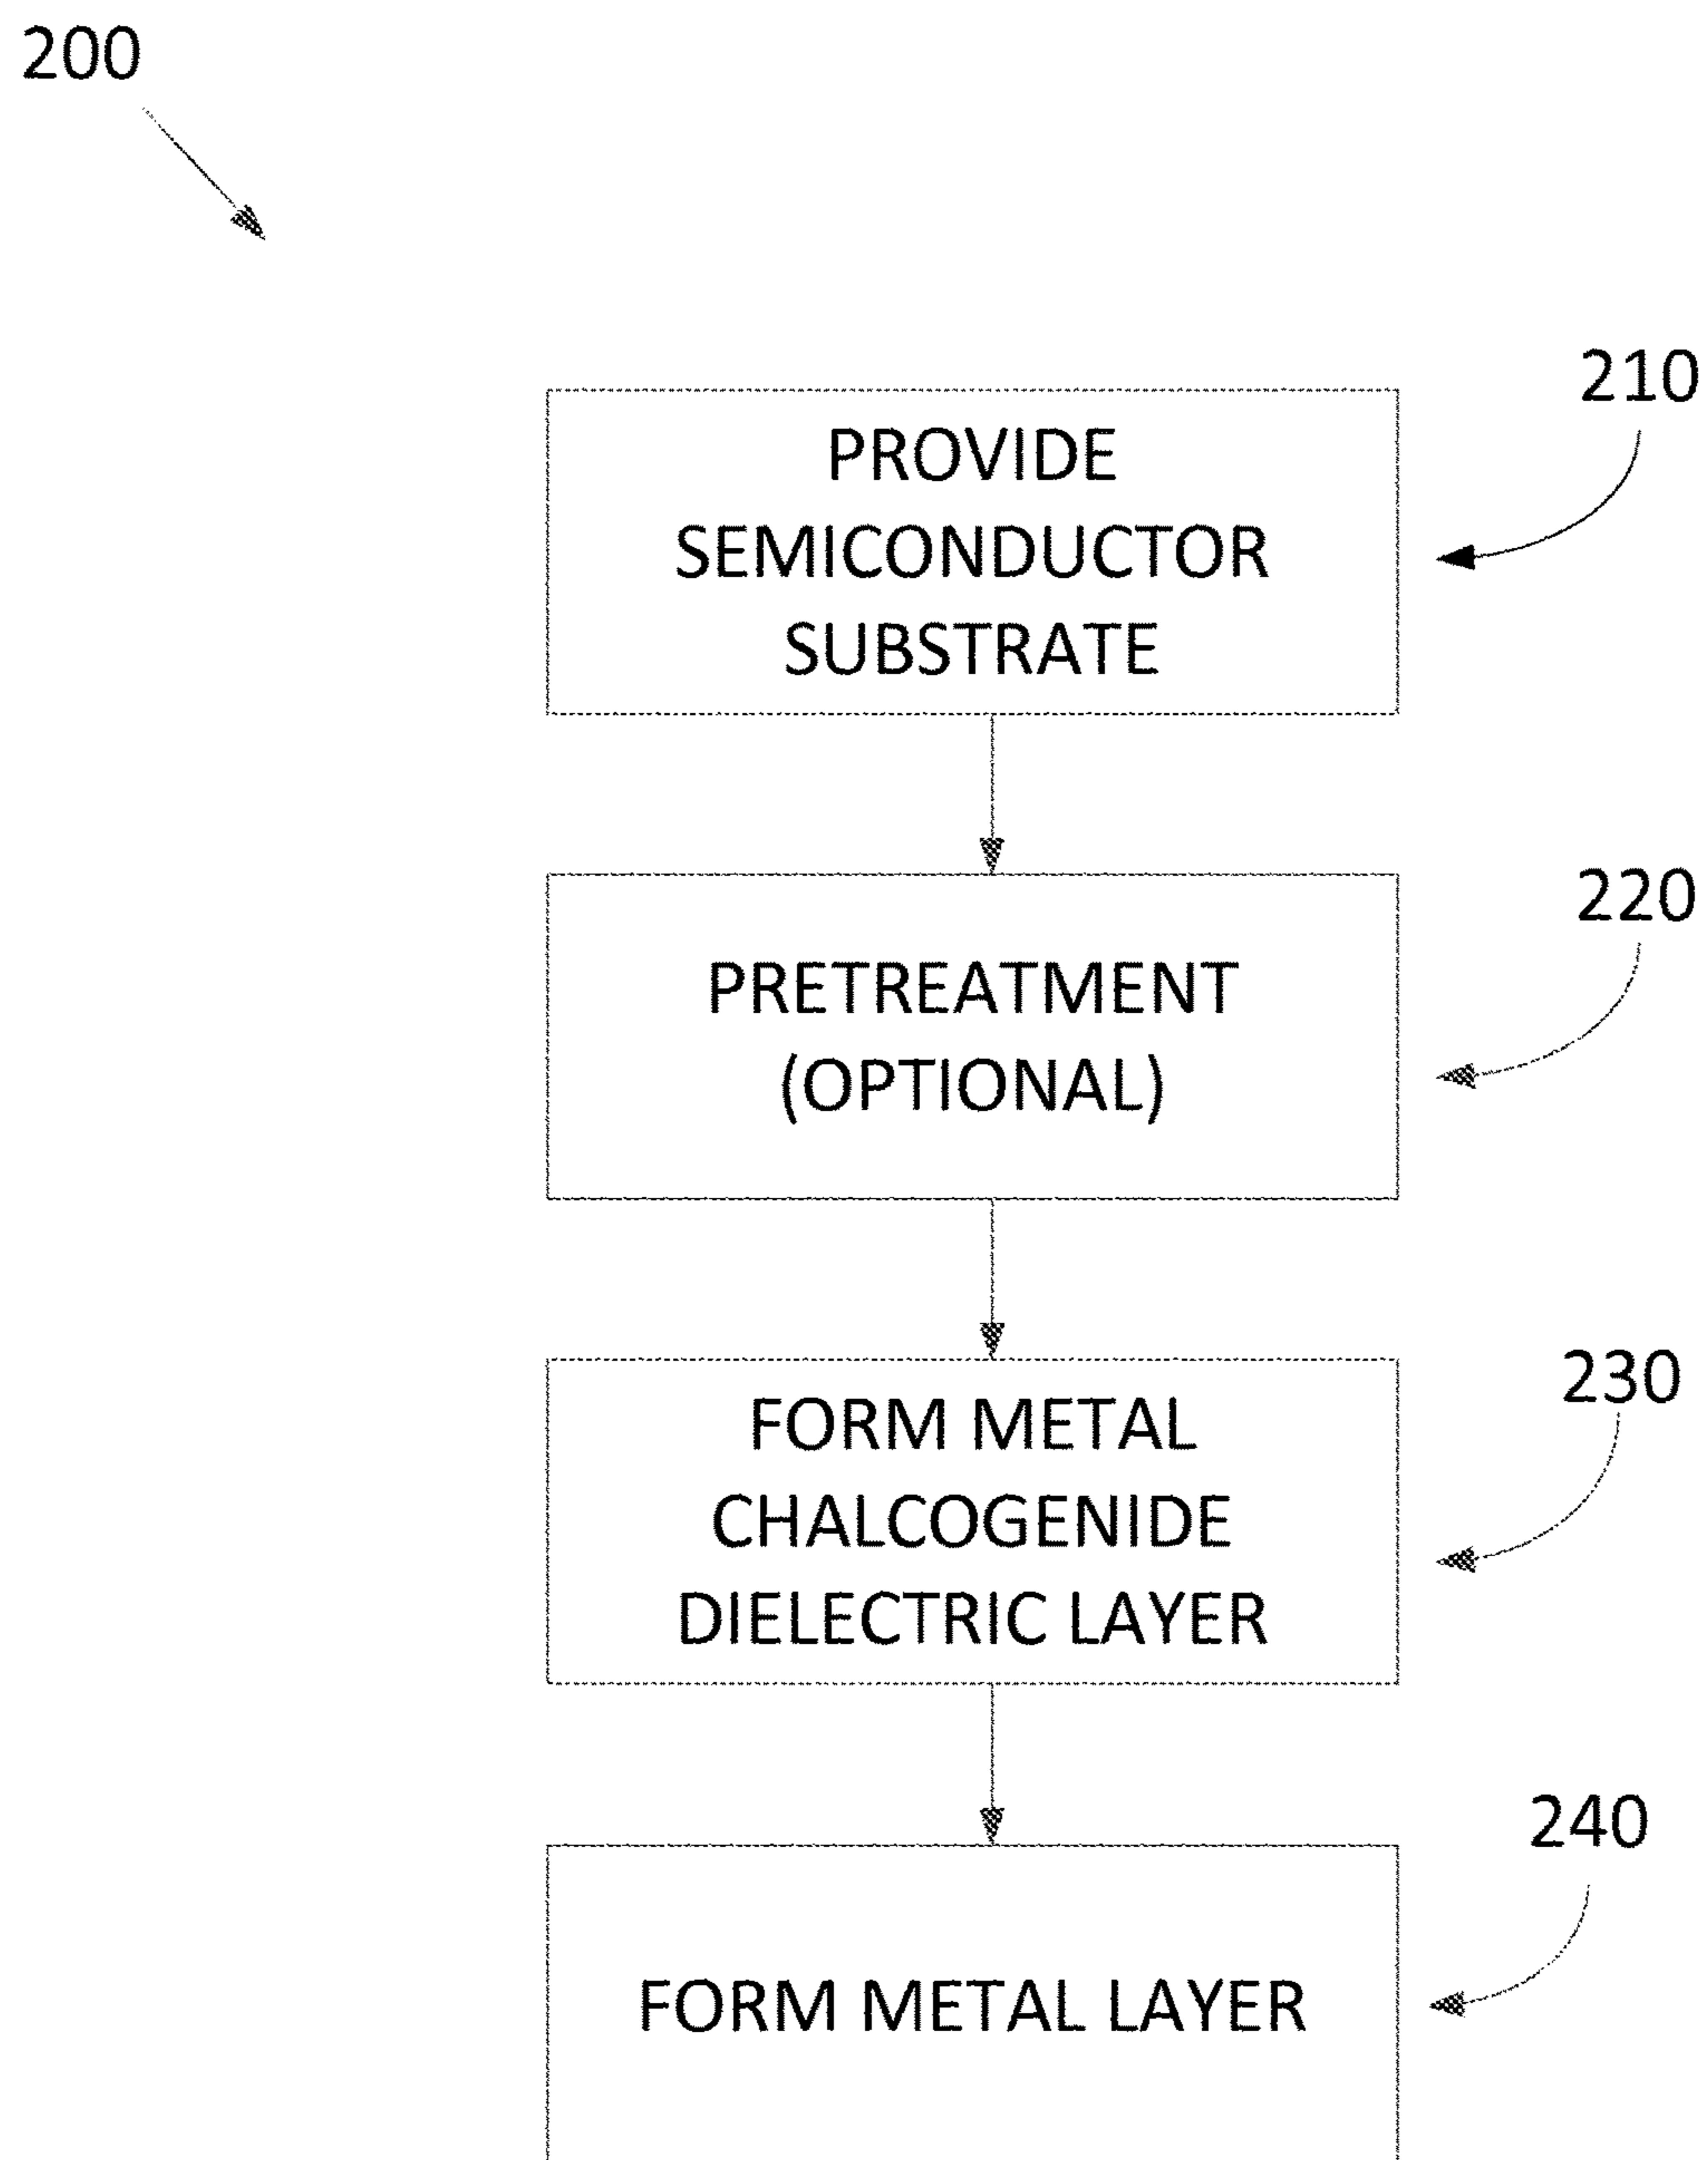 200
210
PROVIDE
SEMICONDUCTOR
SUBSTRATE
220
PRETREATMENT
(OPTIONAL)
230
FORM METAL
CHALCOGENIDE
DIELECTRIC LAYER
240
FORM METAL LAYER